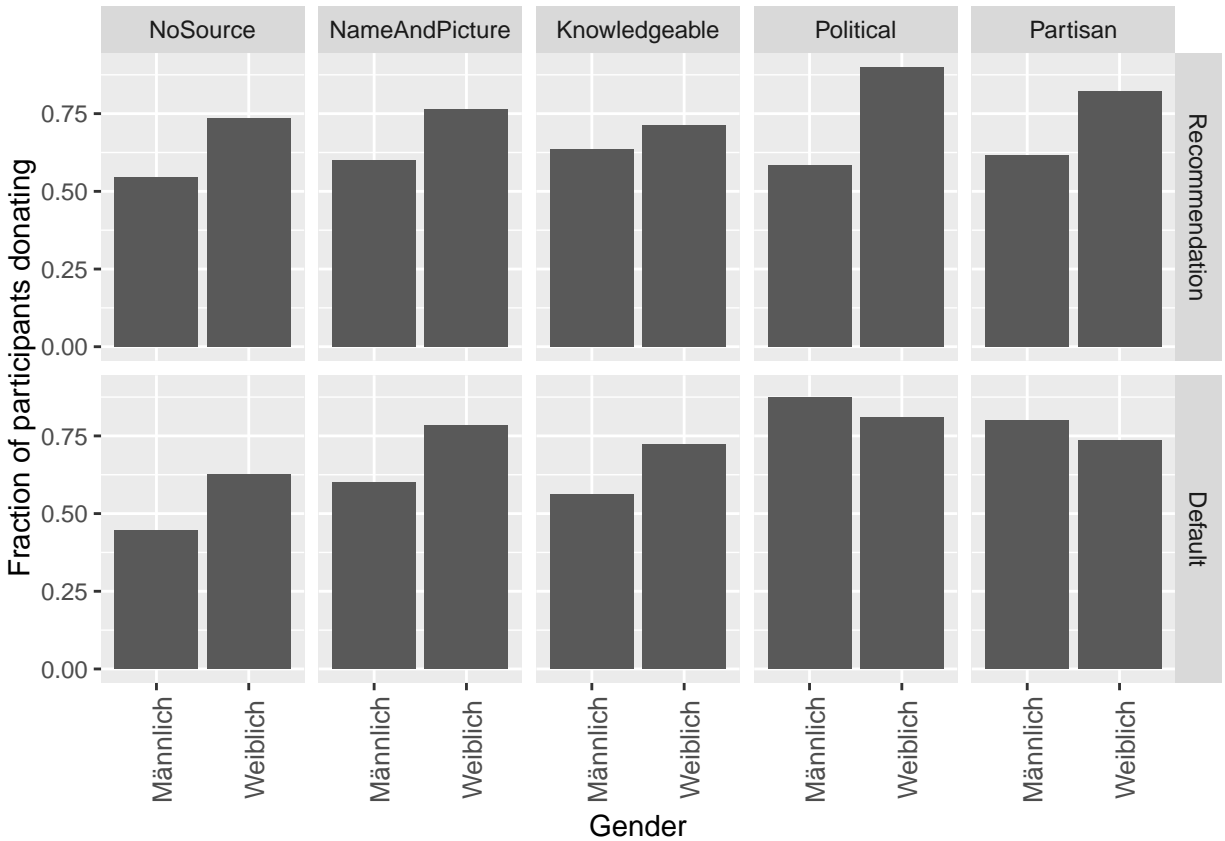 NoSource NameAndPicture Knowledgeable Political Partisan
Fraction of participants donating
0.75
0.50
0.25
0.00
Recommendation
0.75
0.50
0.25
0.00
Default
Männlich Weiblich Männlich Weiblich Männlich Weiblich Männlich Weiblich Männlich Weiblich
Gender